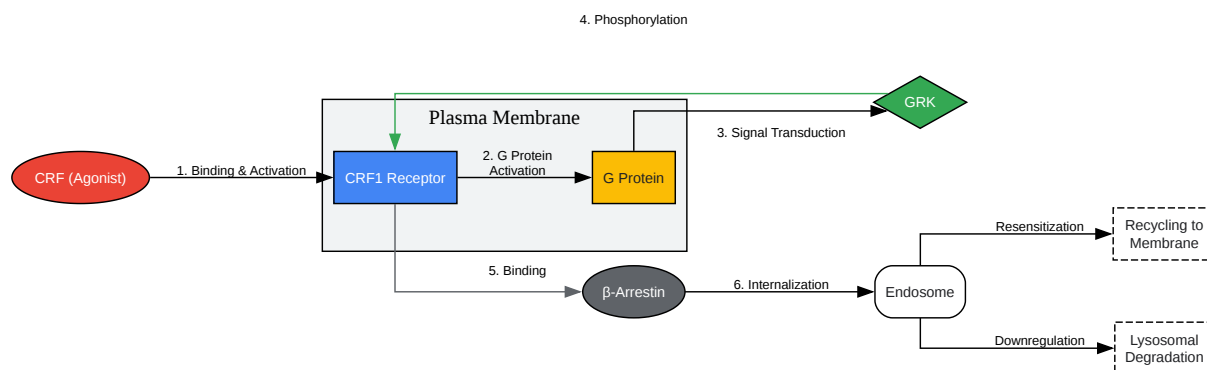 4. Phosphorylation
GRK
Plasma Membrane
3. Signal Transduction
CRF (Agonist)
1. Binding & Activation
CRF1 Receptor
2. G Protein
Activation
G Protein
5. Binding
β-Arrestin
6. Internalization
Endosome
Resensitization
Recycling to
Membrane
Downregulation
Lysosomal
Degradation